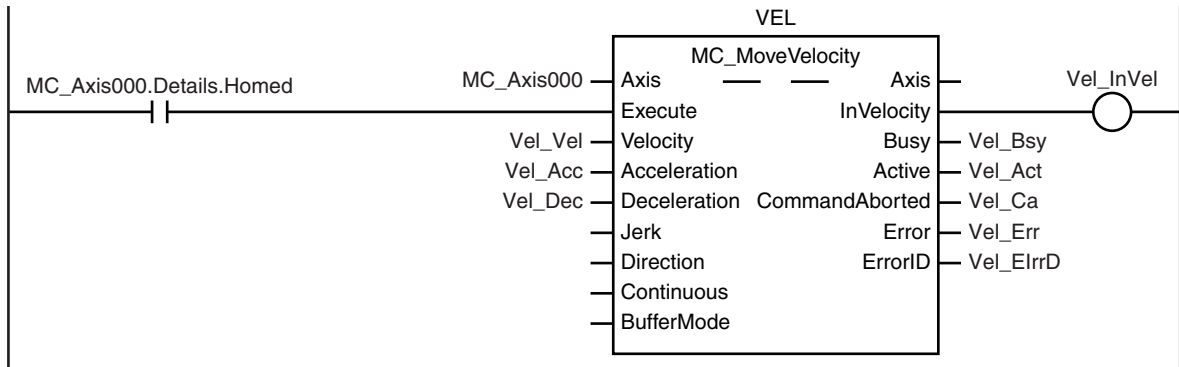 VEL
MC_MoveVelocity
MC_Axis000.Details.Homed
MC_Axis000 Axis Axis Vel_InVel
Execute InVelocity
Vel_Vel Velocity Busy Vel_Bsy
Vel_Acc Acceleration Active Vel_Act
Vel_Dec Deceleration CommandAborted Vel_Ca
Jerk Error Vel_Err
Direction ErrorID Vel_EIrrD
Continuous
BufferMode